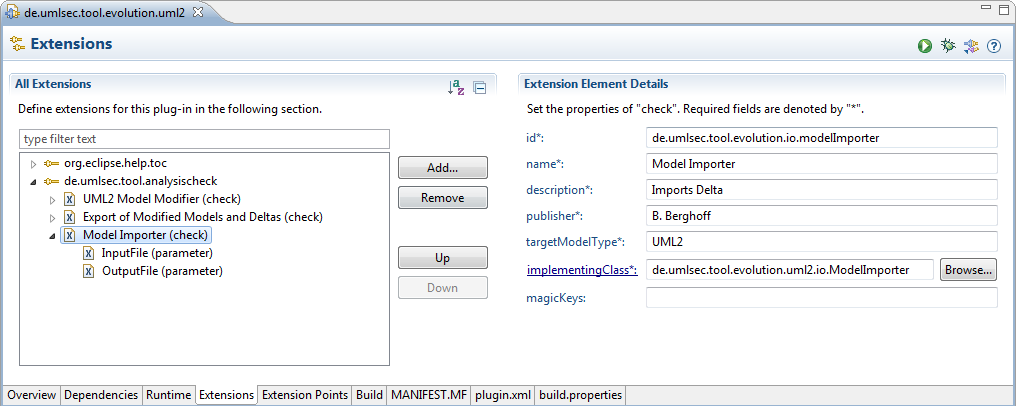 de.umlsec.tool.evolution.uml2
Extensions
All Extensions
Define extensions for this plug-in in the following section.
type filter text
org.eclipse.help.toc
de.umlsec.tool.analysischeck
UML2 Model Modifier (check)
Export of Modified Models and Deltas (check)
Model Importer (check)
InputFile (parameter)
OutputFile (parameter)
Add...
Remove
Up
Down
Extension Element Details
Set the properties of "check". Required fields are denoted by "*".
id*: de.umlsec.tool.evolution.io.modelImporter
name*: Model Importer
description*: Imports Delta
publisher*: B. Berghoff
targetModelType*: UML2
implementingClass*: de.umlsec.tool.evolution.uml2.io.ModelImporter Browse...
magicKeys:
Overview Dependencies Runtime Extensions Extension Points Build MANIFEST.MF plugin.xml build.properties